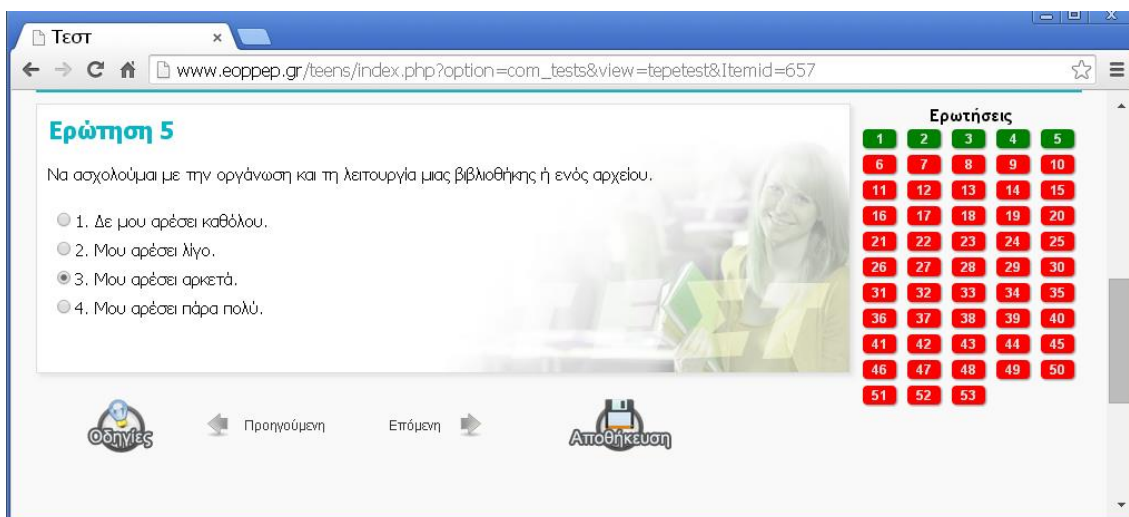 Τεστ
www.eoppep.gr/teens/index.php?option=com_tests&view=tepetest&Itemid=657
Ερώτηση 5
Να ασχολούμαι με την οργάνωση και τη λειτουργία μιας βιβλιοθήκης ή ενός αρχείου.
1. Δε μου αρέσει καθόλου.
2. Μου αρέσει λίγο.
3. Μου αρέσει αρκετά.
4. Μου αρέσει πάρα πολύ.
ΤΕΣΤ
Οδηγίες
Προηγούμενη
Επόμενη
Αποθήκευση
Ερωτήσεις
1 2 3 4 5
6 7 8 9 10
11 12 13 14 15
16 17 18 19 20
21 22 23 24 25
26 27 28 29 30
31 32 33 34 35
36 37 38 39 40
41 42 43 44 45
46 47 48 49 50
51 52 53